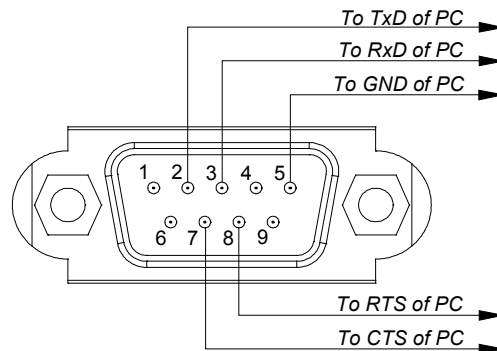 To TxD of PC
To RxD of PC
To GND of PC
1 2 3 4 5
6 7 8 9
To RTS of PC
To CTS of PC